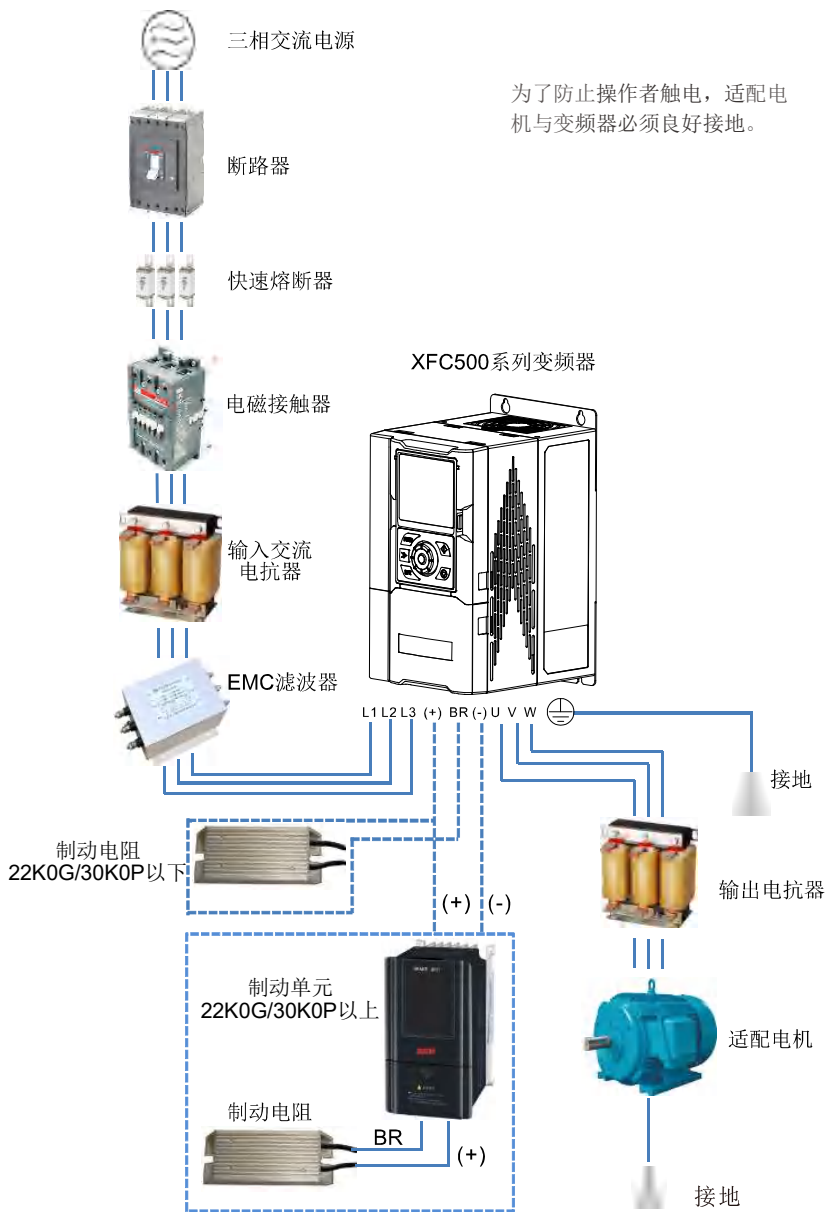 三相交流电源
为了防止操作者触电，适配电
机与变频器必须良好接地。
断路器
快速熔断器
XFC500系列变频器
电磁接触器
输入交流
电抗器
EMC滤波器
L1 L2 L3 (+) BR (-) U V W
接地
制动电阻
22K0G/30K0P以下
输出电抗器
(+) (-)
制动单元
22K0G/30K0P以上
适配电机
制动电阻
BR
(+)
接地